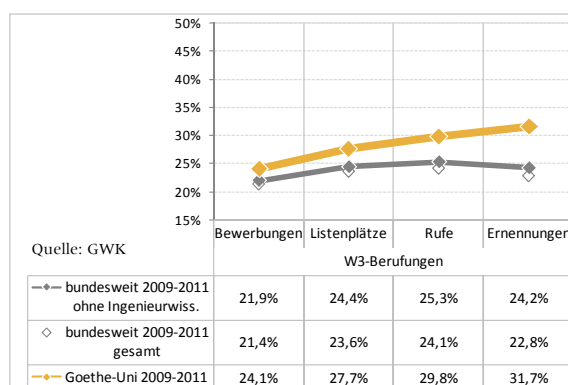 50%
45%
40%
35%
30%
25%
20%
15%
Bewerbungen Listenplätze Rufe Ernennungen
Quelle: GWK
W3-Berufungen
bundesweit 2009-2011
ohne Ingenieurwiss. 21,9% 24,4% 25,3% 24,2%
bundesweit 2009-2011
gesamt 21,4% 23,6% 24,1% 22,8%
Goethe-Uni 2009-2011 24,1% 27,7% 29,8% 31,7%